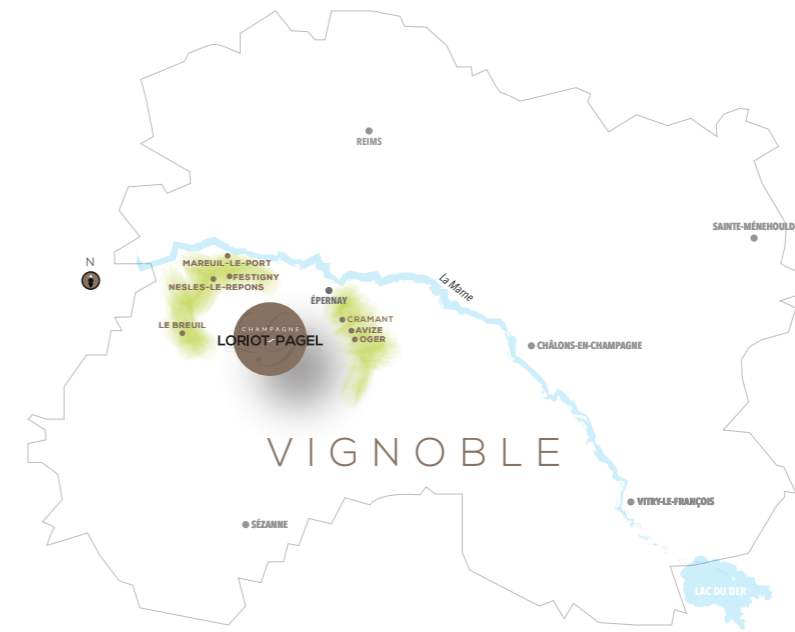 REIMS
SAINTE-MÉNEHOULD
N
MAREUIL-LE-PORT
FESTIGNY
NESLES-LE-REPONS
La Marne
ÉPERNAY
CRAMANT
LE BREUIL
CHAMPAGNE
AVIZE
LORIOT-PAGEL
OGER
CHÂLONS-EN-CHAMPAGNE
VIGNOBLE
VITRY-LE-FRANÇOIS
SÉZANNE
LAC DU DER